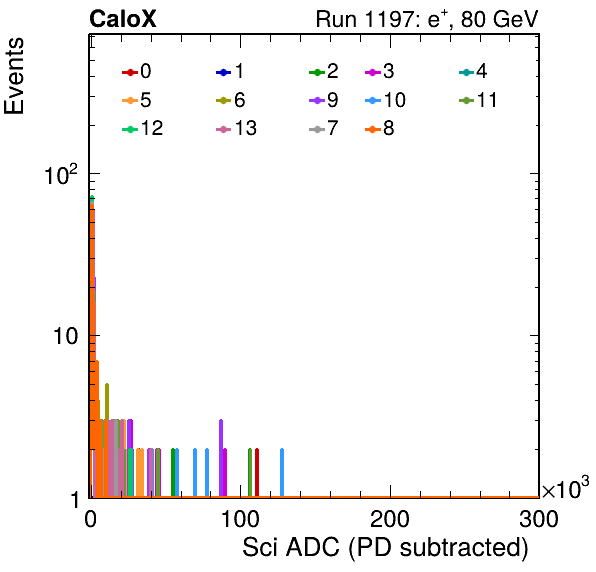 CaloX Run 1197: e⁺, 80 GeV
Events
0 1 2 3 4
5 6 9 10 11
12 13 7 8
10²
10
1
0 100 200 300
×10³
Sci ADC (PD subtracted)